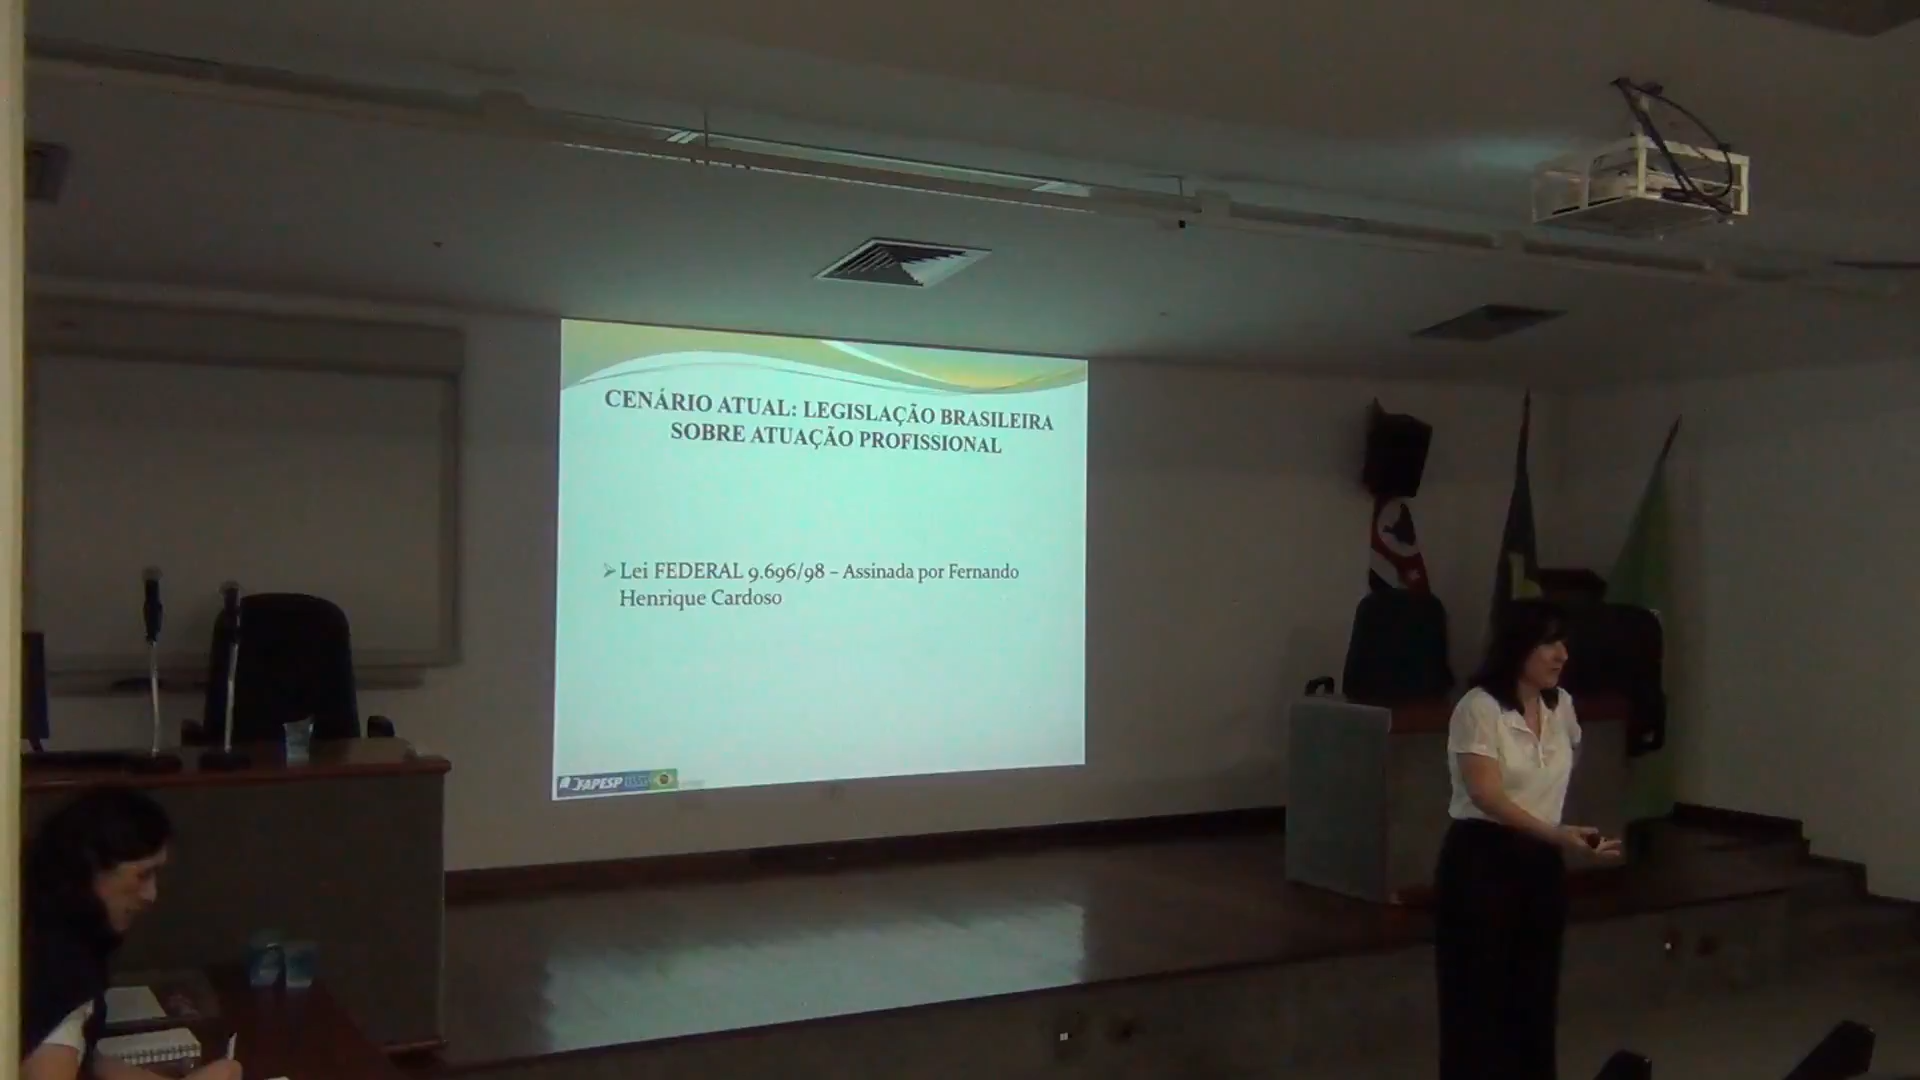 CENÁRIO ATUAL: LEGISLAÇÃO BRASILEIRA
SOBRE ATUAÇÃO PROFISSIONAL
➢ Lei FEDERAL 9.696/98 – Assinada por Fernando
Henrique Cardoso
FAPESP